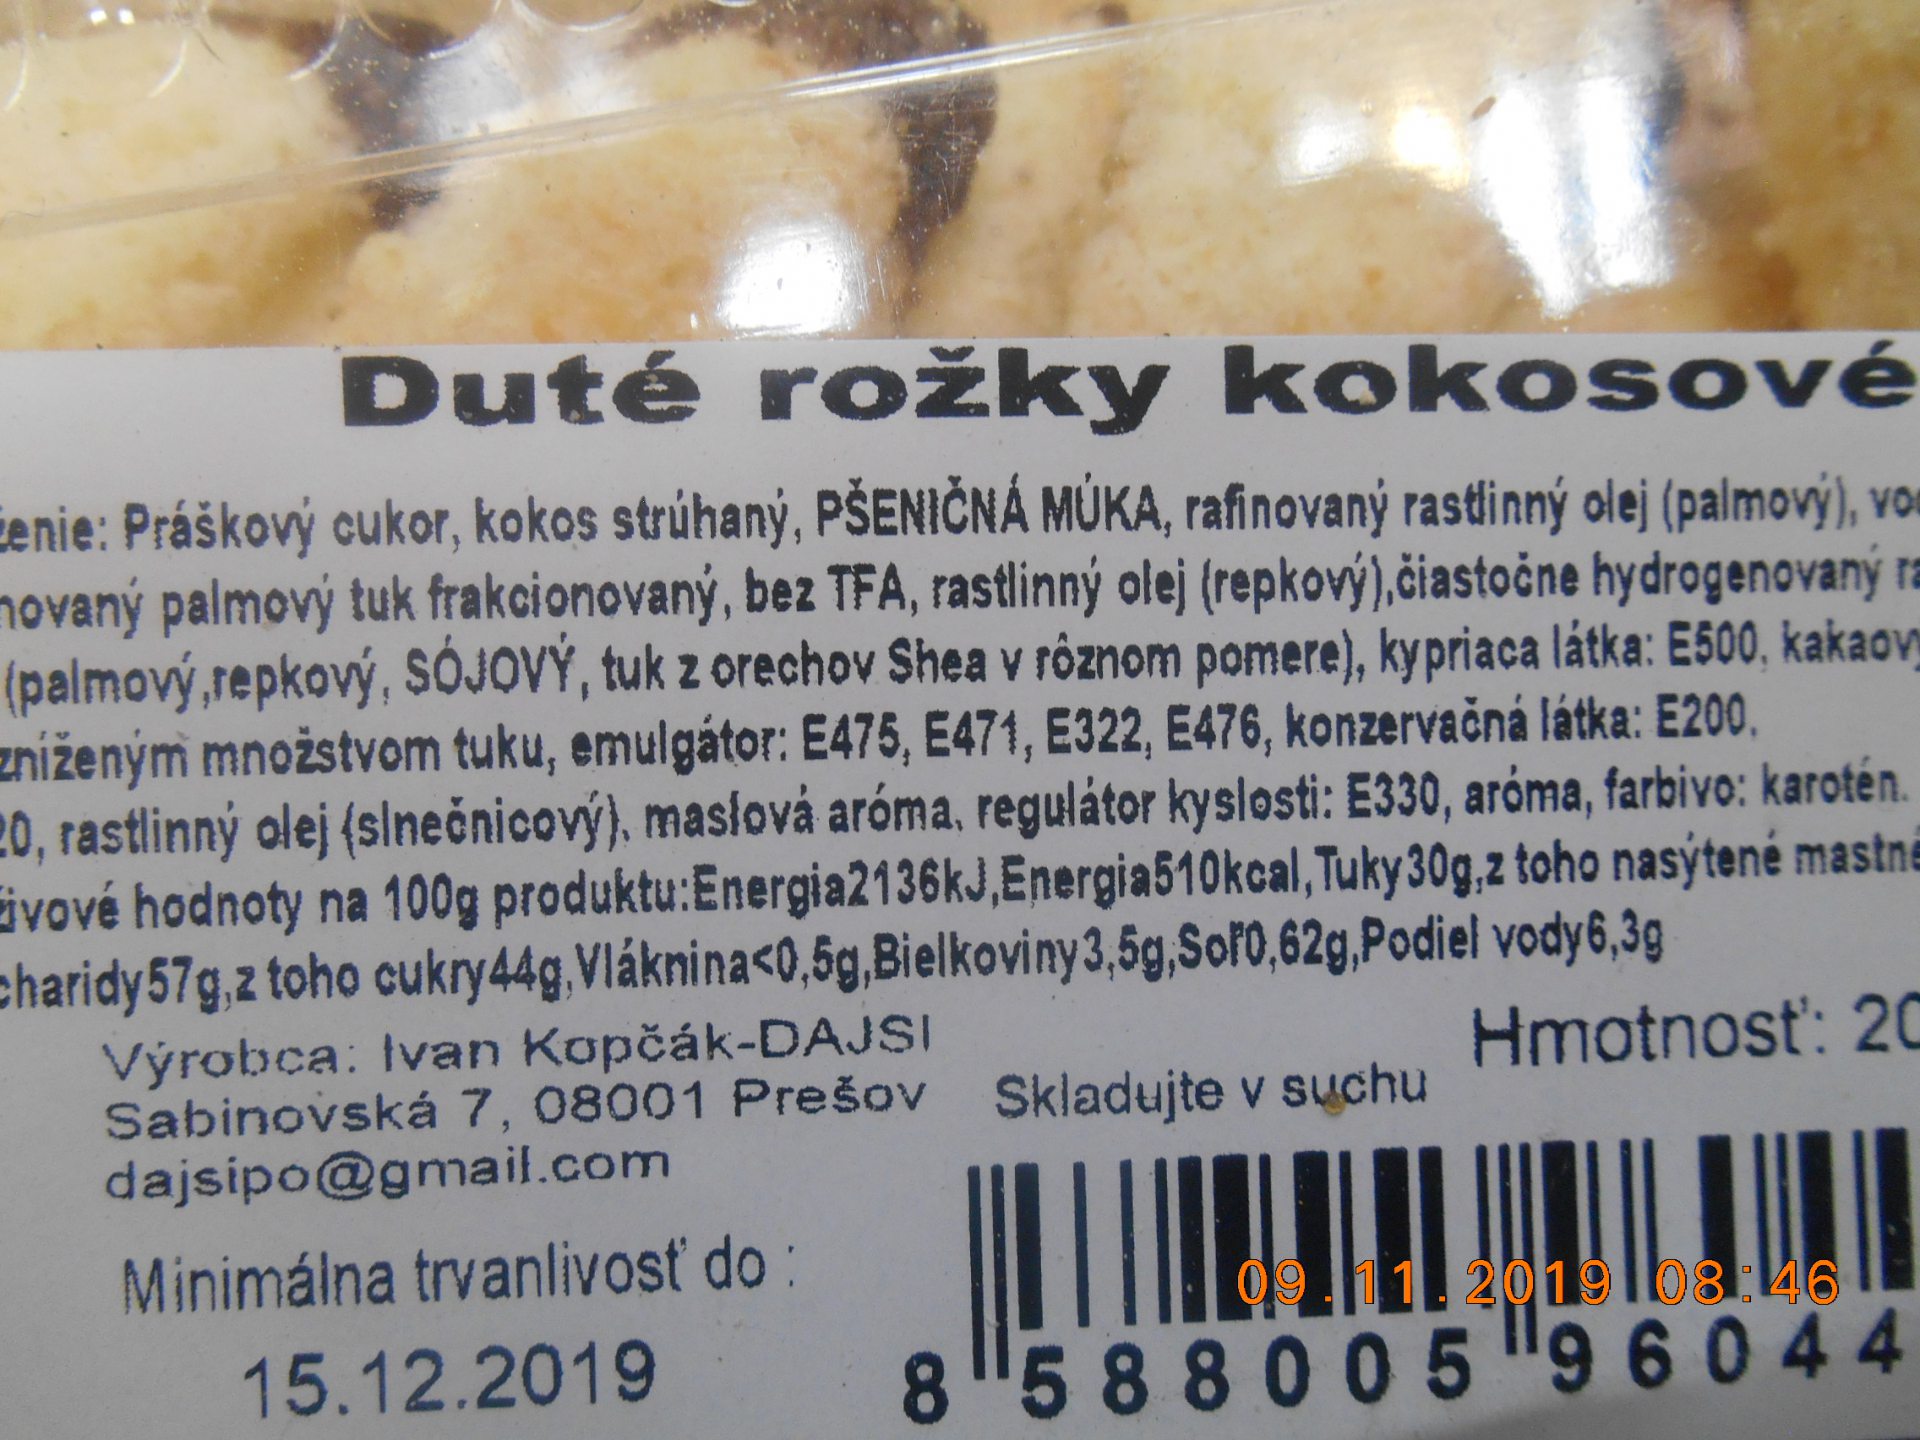 Duté rožky kokosové
ženie: Práškový cukor, kokos strúhaný, PŠENIČNÁ MÚKA, rafinovaný rastlinný olej (palmový), vo
novaný palmový tuk frakcionovaný, bez TFA, rastlinný olej (repkový),čiastočne hydrogenovaný ra
(palmový,repkový, SÓJOVÝ, tuk z orechov Shea v rôznom pomere), kypriaca látka: E500, kakaový
zníženým množstvom tuku, emulgátor: E475, E471, E322, E476, konzervačná látka: E200,
20, rastlinný olej (slnečnicový), maslová aróma, regulátor kyslosti: E330, aróma, farbivo: karotén.
živové hodnoty na 100g produktu:Energia2136kJ,Energia510kcal,Tuky30g,z toho nasýtené mastné
charidy57g,z toho cukry44g,Vláknina<0,5g,Bielkoviny3,5g,Soľ0,62g,Podiel vody6,3g
Výrobca: Ivan Kopčák-DAJSI
Sabinovská 7, 08001 Prešov
dajsipo@gmail.com
Skladujte v suchu
Hmotnosť: 20
Minimálna trvanlivosť do :
15.12.2019
09.11.2019 08:46
8 588005 96044